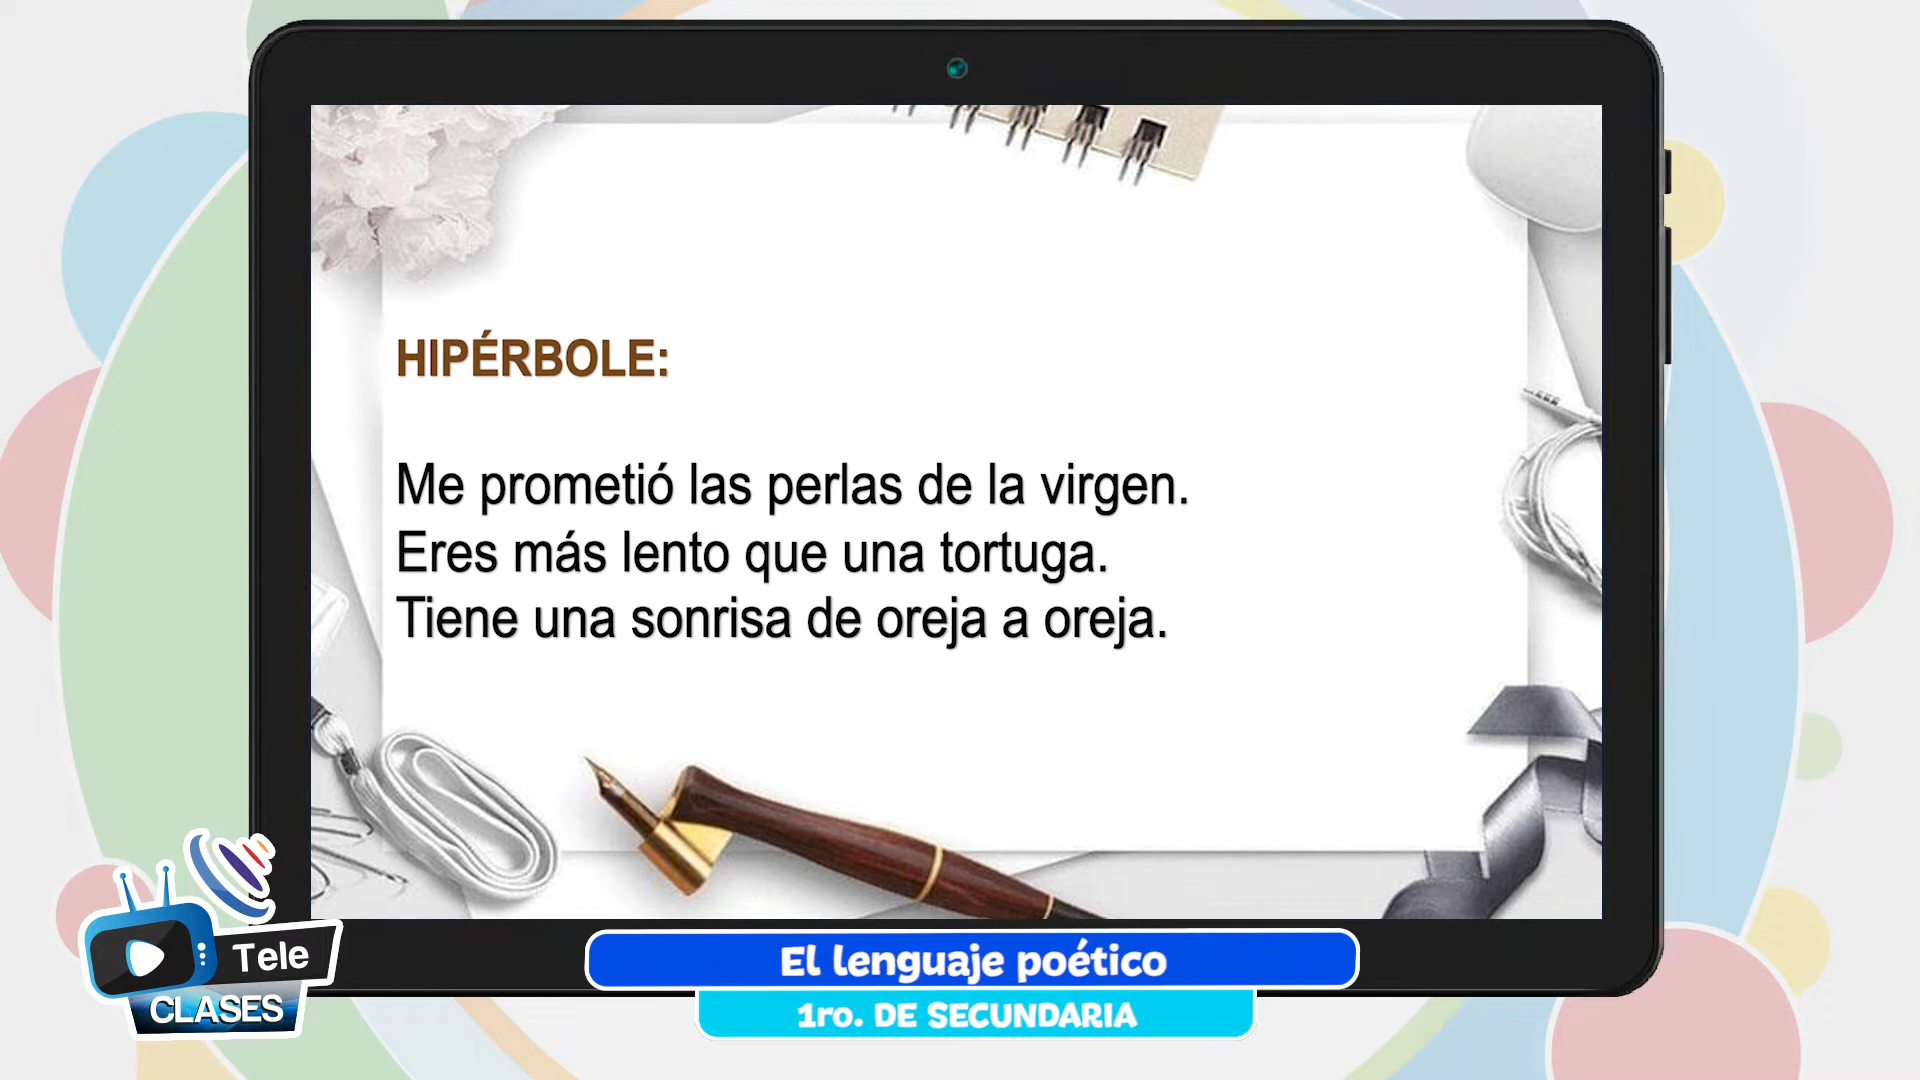 HIPÉRBOLE:
Me prometió las perlas de la virgen.
Eres más lento que una tortuga.
Tiene una sonrisa de oreja a oreja.
Tele
CLASES
El lenguaje poético
1ro. DE SECUNDARIA